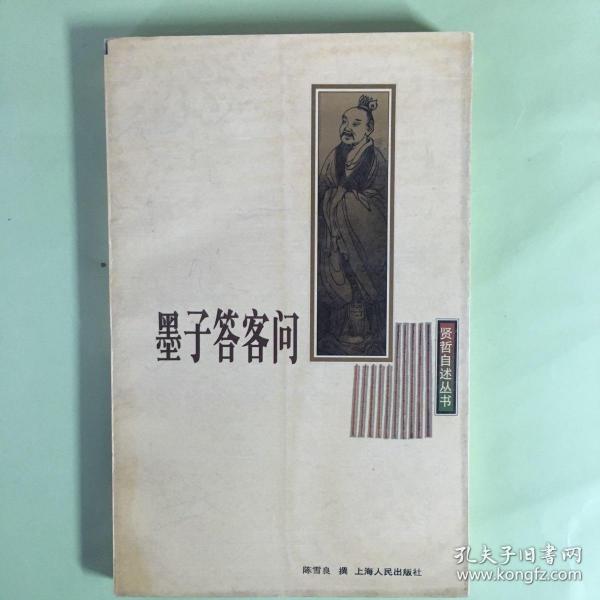 墨子答客问
贤哲自述丛书
陈雪良 撰 上海人民出版社
孔夫子旧书网
www.kongfz.com